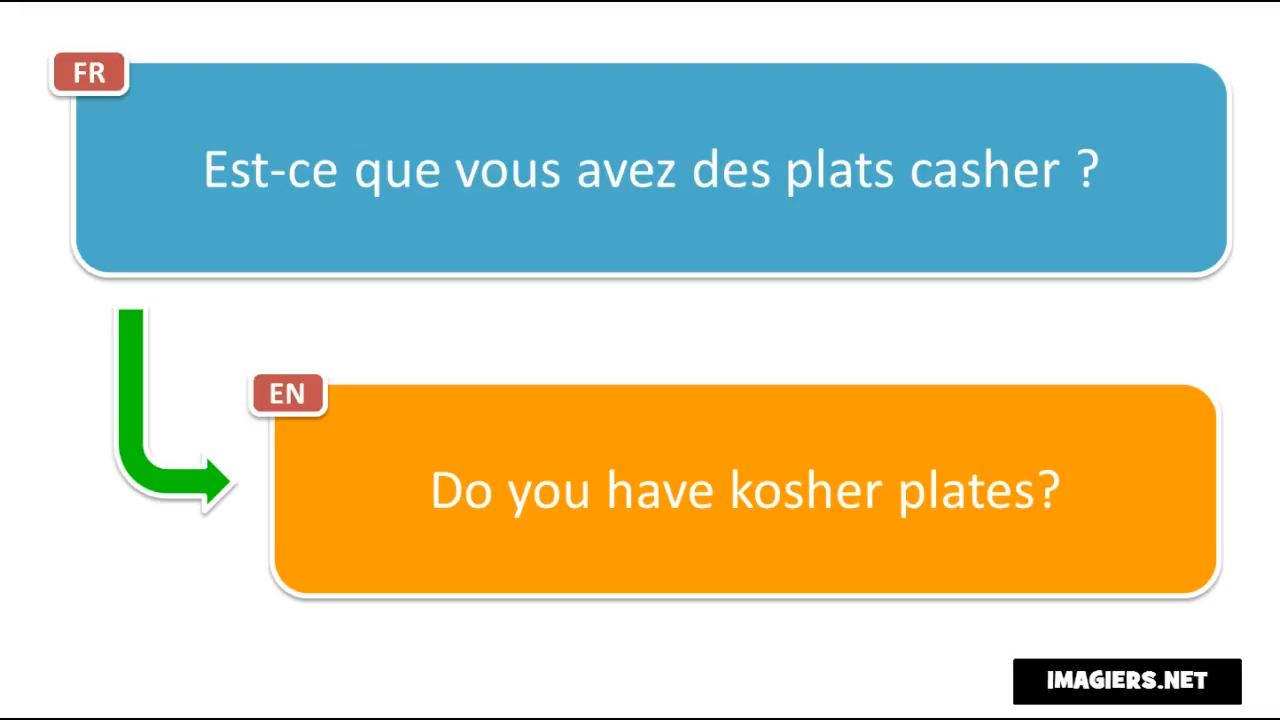 FR
Est-ce que vous avez des plats casher ?
EN
Do you have kosher plates?
IMAGIERS.NET